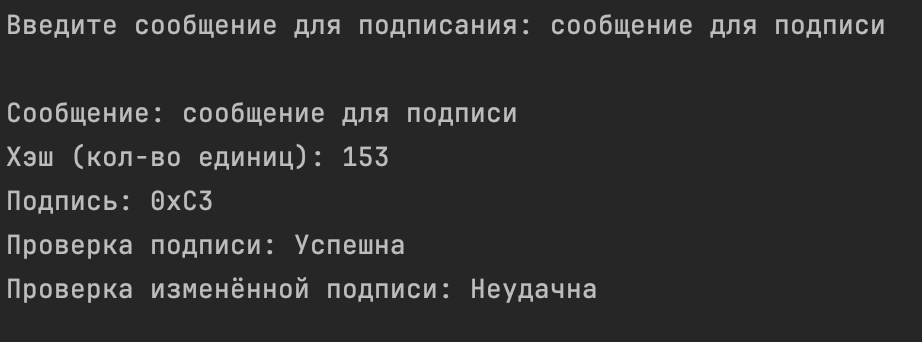 Введите сообщение для подписания: сообщение для подписи
Сообщение: сообщение для подписи
Хэш (кол-во единиц): 153
Подпись: 0xC3
Проверка подписи: Успешна
Проверка изменённой подписи: Неудачна